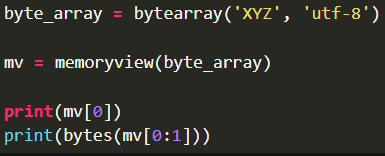 byte_array = bytearray('XYZ', 'utf-8')
mv = memoryview(byte_array)
print(mv[0])
print(bytes(mv[0:1]))